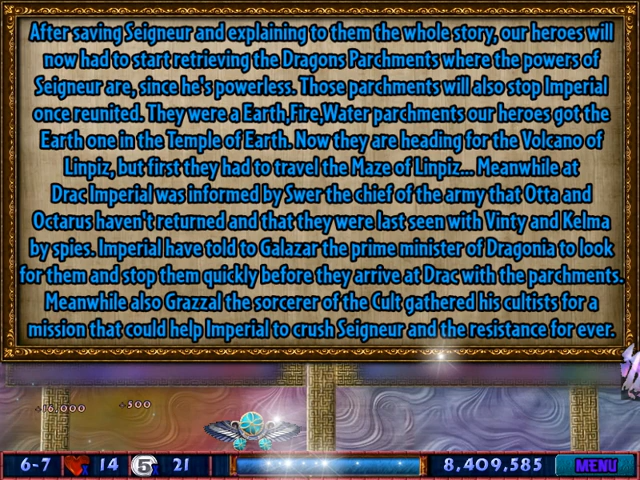 After saving Seigneur and explaining to them the whole story, our heroes will
now had to start retrieving the Dragons Parchments where the powers of
Seigneur are, since he's powerless. Those parchments will also stop Imperial
once reunited. They were a Earth,Fire,Water parchments our heroes got the
Earth one in the Temple of Earth. Now they are heading for the Volcano of
Linpiz, but first they had to travel the Maze of Linpiz... Meanwhile at
Drac Imperial was informed by Swer the chief of the army that Otta and
Octarus haven't returned and that they were last seen with Vinty and Kelma
by spies. Imperial have told to Galazar the prime minister of Dragonia to look
for them and stop them quickly before they arrive at Drac with the parchments.
Meanwhile also Grazzal the sorcerer of the Cult gathered his cultists for a
mission that could help Imperial to crush Seigneur and the resistance for ever.
+16,000 +500
6-7 14 5 21 8,409,585 MENU